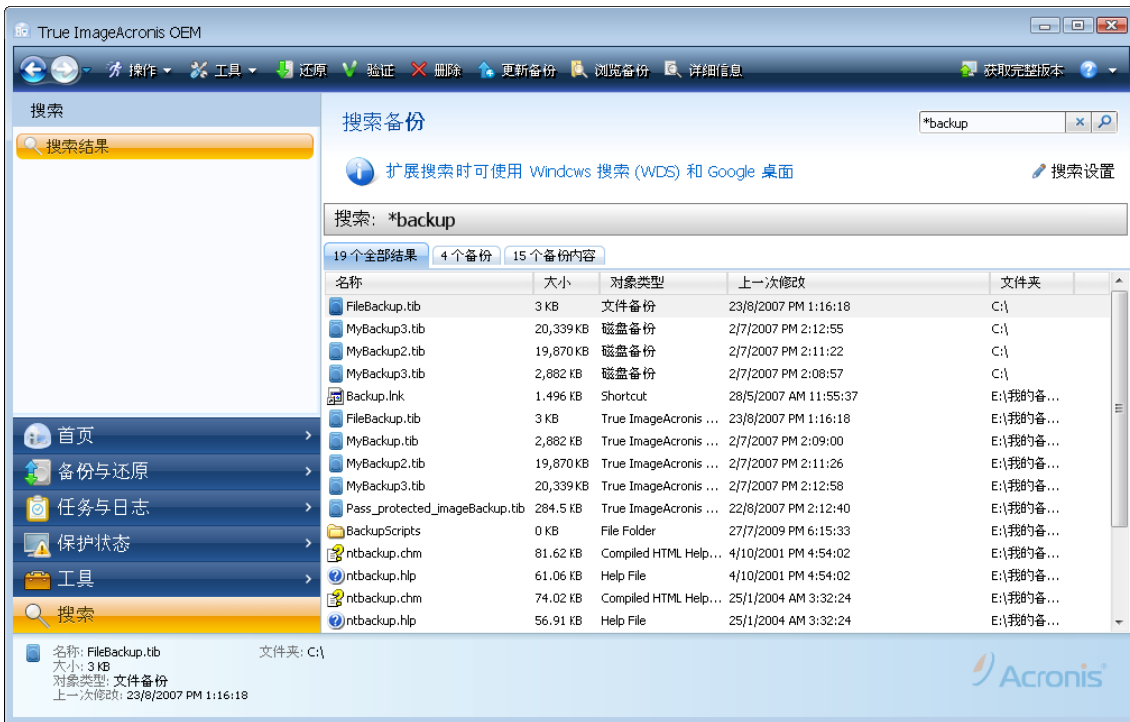 True ImageAcronis OEM
操作 工具 还原 验证 删除 更新备份 浏览备份 详细信息 获取完整版本
搜索
搜索结果
搜索备份
*backup
扩展搜索时可使用 Windcws 搜索 (WDS) 和 Google 桌面
搜索设置
搜索: *backup
19 个全部结果 4 个备份 15 个备份内容
名称 大小 对象类型 上一次修改 文件夹
FileBackup.tib 3 KB 文件备份 23/8/2007 PM 1:16:18 C:\
MyBackup3.tib 20,339 KB 磁盘备份 2/7/2007 PM 2:12:55 C:\
MyBackup2.tib 19,870 KB 磁盘备份 2/7/2007 PM 2:11:22 C:\
MyBackup3.tib 2,882 KB 磁盘备份 2/7/2007 PM 2:08:57 C:\
Backup.lnk 1.496 KB Shortcut 28/5/2007 AM 11:55:37 E:\我的备...
FileBackup.tib 3 KB True ImageAcronis ... 23/8/2007 PM 1:16:18 E:\我的备...
MyBackup.tib 2,882 KB True ImageAcronis ... 2/7/2007 PM 2:09:00 E:\我的备...
MyBackup2.tib 19,870 KB True ImageAcronis ... 2/7/2007 PM 2:11:26 E:\我的备...
MyBackup3.tib 20,339 KB True ImageAcronis ... 2/7/2007 PM 2:12:58 E:\我的备...
Pass_protected_imageBackup.tib 284.5 KB True ImageAcronis ... 22/8/2007 PM 2:12:40 E:\我的备...
BackupScripts 0 KB File Folder 27/7/2009 PM 6:15:33 E:\我的备...
ntbackup.chm 81.62 KB Compiled HTML Help... 4/10/2001 PM 4:54:02 E:\我的备...
ntbackup.hlp 61.06 KB Help File 4/10/2001 PM 4:54:02 E:\我的备...
ntbackup.chm 74.02 KB Compiled HTML Help... 25/1/2004 AM 3:32:24 E:\我的备...
ntbackup.hlp 56.91 KB Help File 25/1/2004 AM 3:32:24 E:\我的备...
首页
备份与还原
任务与日志
保护状态
工具
搜索
名称: FileBackup.tib 文件夹: C:\
大小: 3 KB
对象类型: 文件备份
上一次修改: 23/8/2007 PM 1:16:18
Acronis